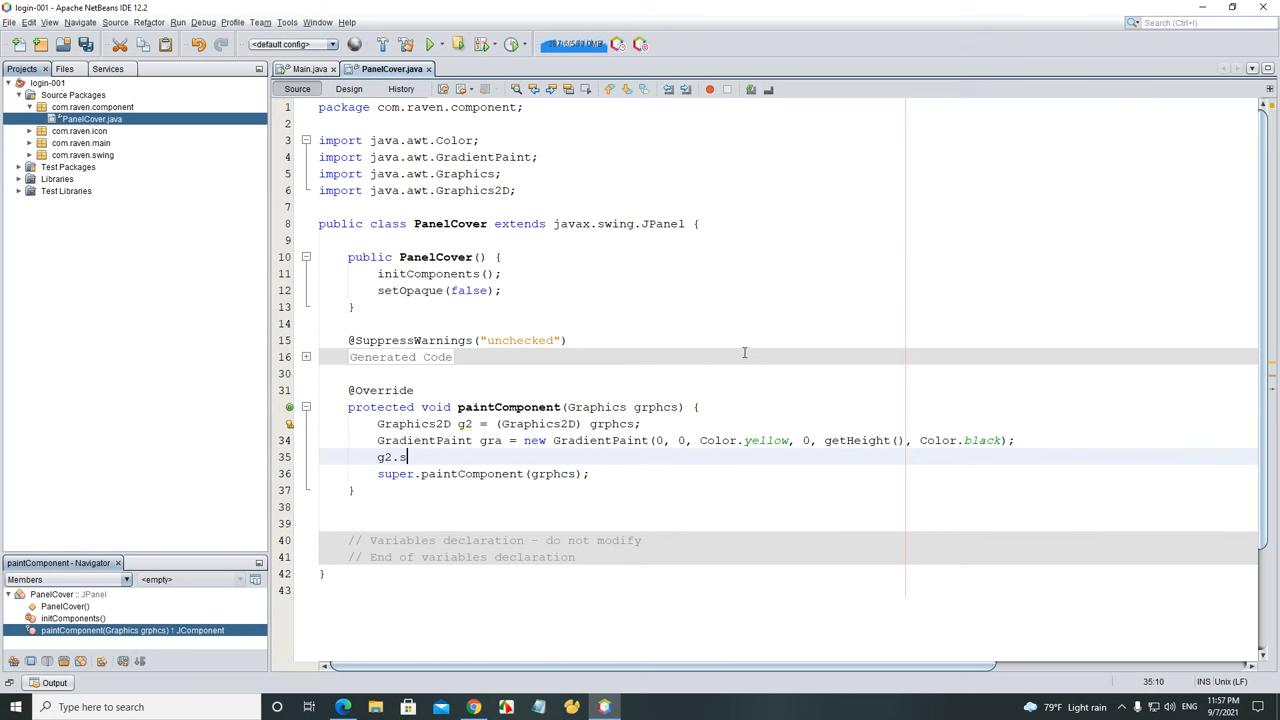 login-001 - Apache NetBeans IDE 12.2
File Edit View Navigate Source Refactor Run Debug Profile Team Tools Window Help
Search (Ctrl+I)
<default config>
Projects Files Services
Main.java PanelCover.java
Source Design History
login-001
Source Packages
com.raven.component
PanelCover.java
com.raven.icon
com.raven.main
com.raven.swing
Test Packages
Libraries
Test Libraries
1 package com.raven.component;
2
3 import java.awt.Color;
4 import java.awt.GradientPaint;
5 import java.awt.Graphics;
6 import java.awt.Graphics2D;
7
8 public class PanelCover extends javax.swing.JPanel {
9
10 public PanelCover() {
11 initComponents();
12 setOpaque(false);
13 }
14
15 @SuppressWarnings("unchecked")
16 Generated Code
30
31 @Override
protected void paintComponent(Graphics grphcs) {
Graphics2D g2 = (Graphics2D) grphcs;
34 GradientPaint gra = new GradientPaint(0, 0, Color.yellow, 0, getHeight(), Color.black);
35 g2.s
36 super.paintComponent(grphcs);
37 }
38
39
40 // Variables declaration - do not modify
41 // End of variables declaration
42 }
43
paintComponent - Navigator
Members <empty>
PanelCover :: JPanel
PanelCover()
initComponents()
paintComponent(Graphics grphcs) ↑ JComponent
Output
35:10 INS Unix (LF)
Type here to search
79°F Light rain ENG
11:57 PM
9/7/2021